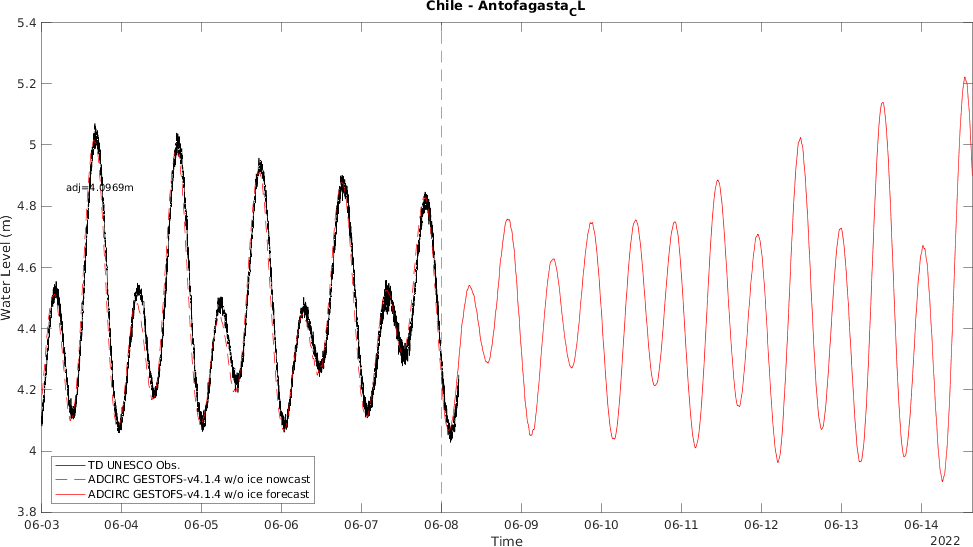 Chile - Antofagasta_CL
5.4
5.2
5
4.8
4.6
4.4
4.2
4
3.8
Water Level (m)
adj=4.0969m
TD UNESCO Obs.
ADCIRC GESTOFS-v4.1.4 w/o ice nowcast
ADCIRC GESTOFS-v4.1.4 w/o ice forecast
06-03 06-04 06-05 06-06 06-07 06-08 06-09 06-10 06-11 06-12 06-13 06-14
Time
2022